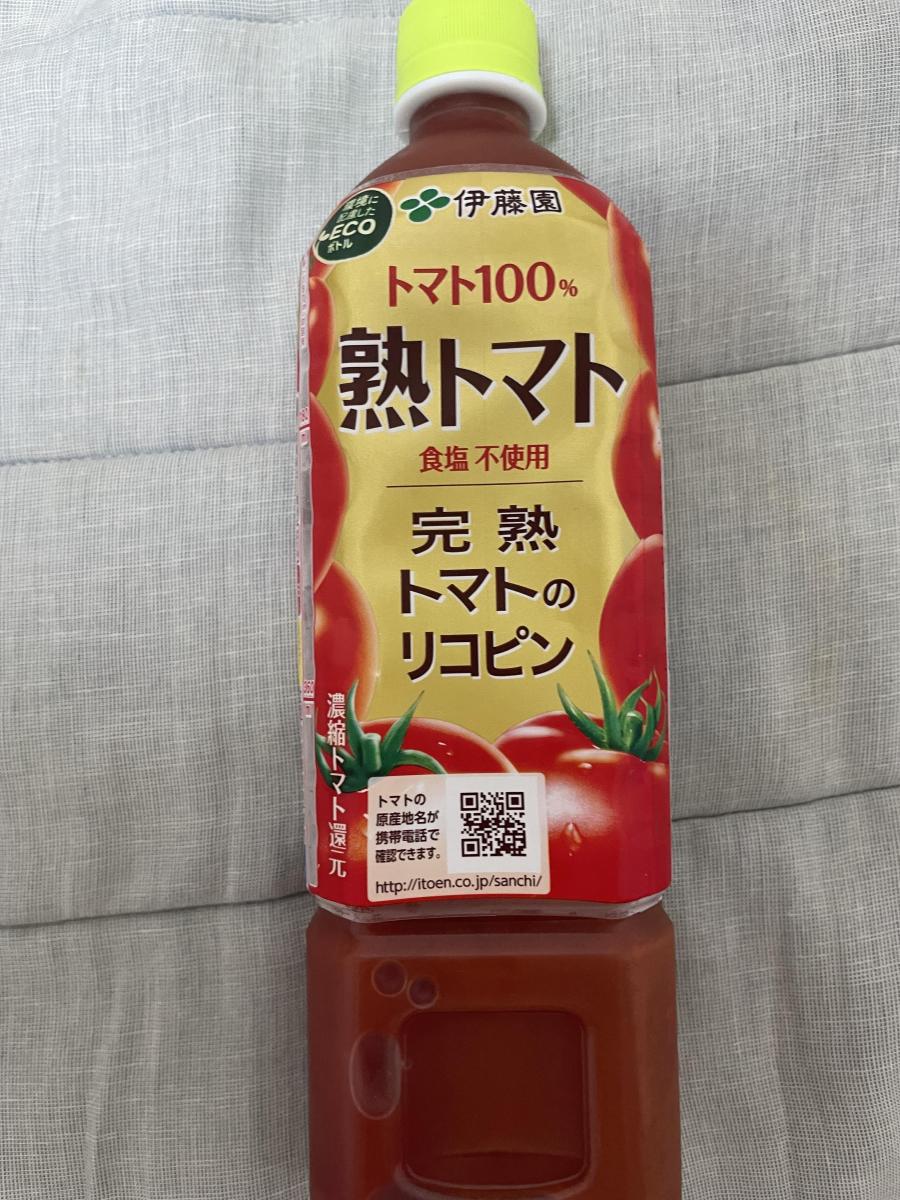 環境に
配慮した
ECO
ボトル
伊藤園
トマト100%
熟トマト
食塩不使用
完熟
トマトの
リコピン
濃縮トマト還元
トマトの
原産地名が
携帯電話で
確認できます。
http://itoen.co.jp/sanchi/